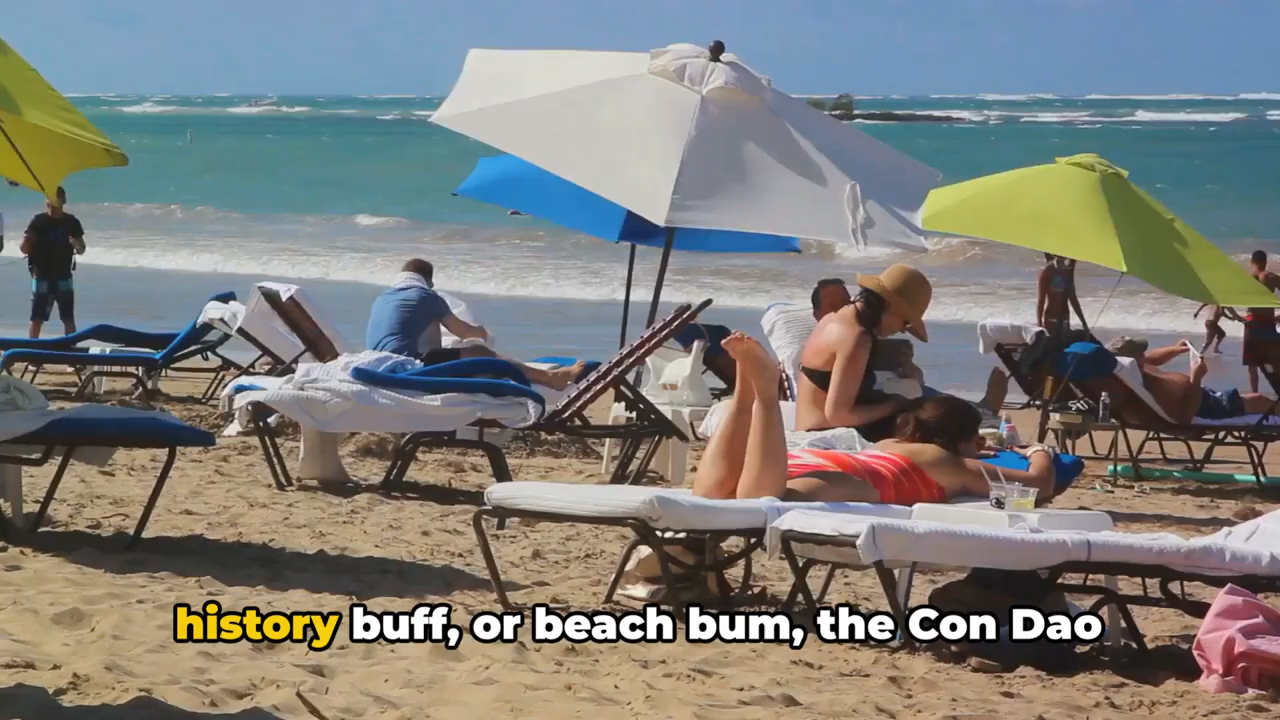 history buff, or beach bum, the Con Dao